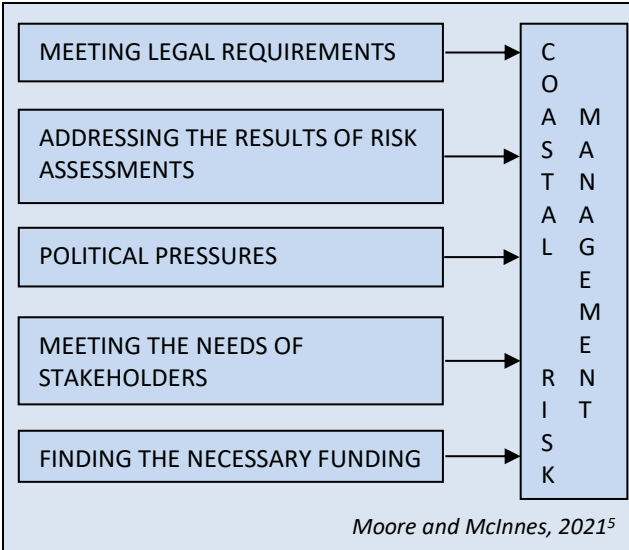 MEETING LEGAL REQUIREMENTS
ADDRESSING THE RESULTS OF RISK
ASSESSMENTS
POLITICAL PRESSURES
MEETING THE NEEDS OF
STAKEHOLDERS
FINDING THE NECESSARY FUNDING
COASTAL RISK
MANAGEMENT
Moore and McInnes, 2021⁵